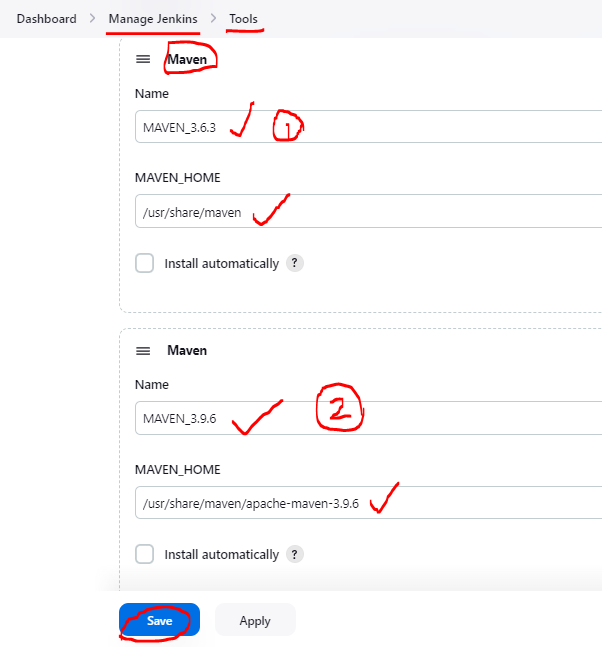 Dashboard > Manage Jenkins > Tools
Maven
Name
MAVEN_3.6.3 1
MAVEN_HOME
/usr/share/maven
Install automatically ?
Maven
Name
MAVEN_3.9.6 2
MAVEN_HOME
/usr/share/maven/apache-maven-3.9.6
Install automatically ?
Save Apply